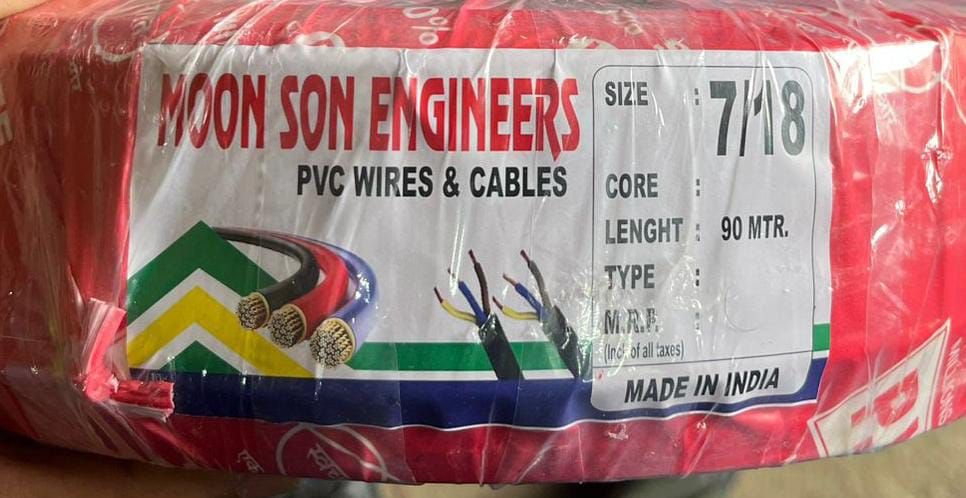 MOON SON ENGINEERS
PVC WIRES & CABLES
SIZE : 7/18
CORE :
LENGHT : 90 MTR.
TYPE :
M.R.P. :
(Incl. of all taxes)
MADE IN INDIA